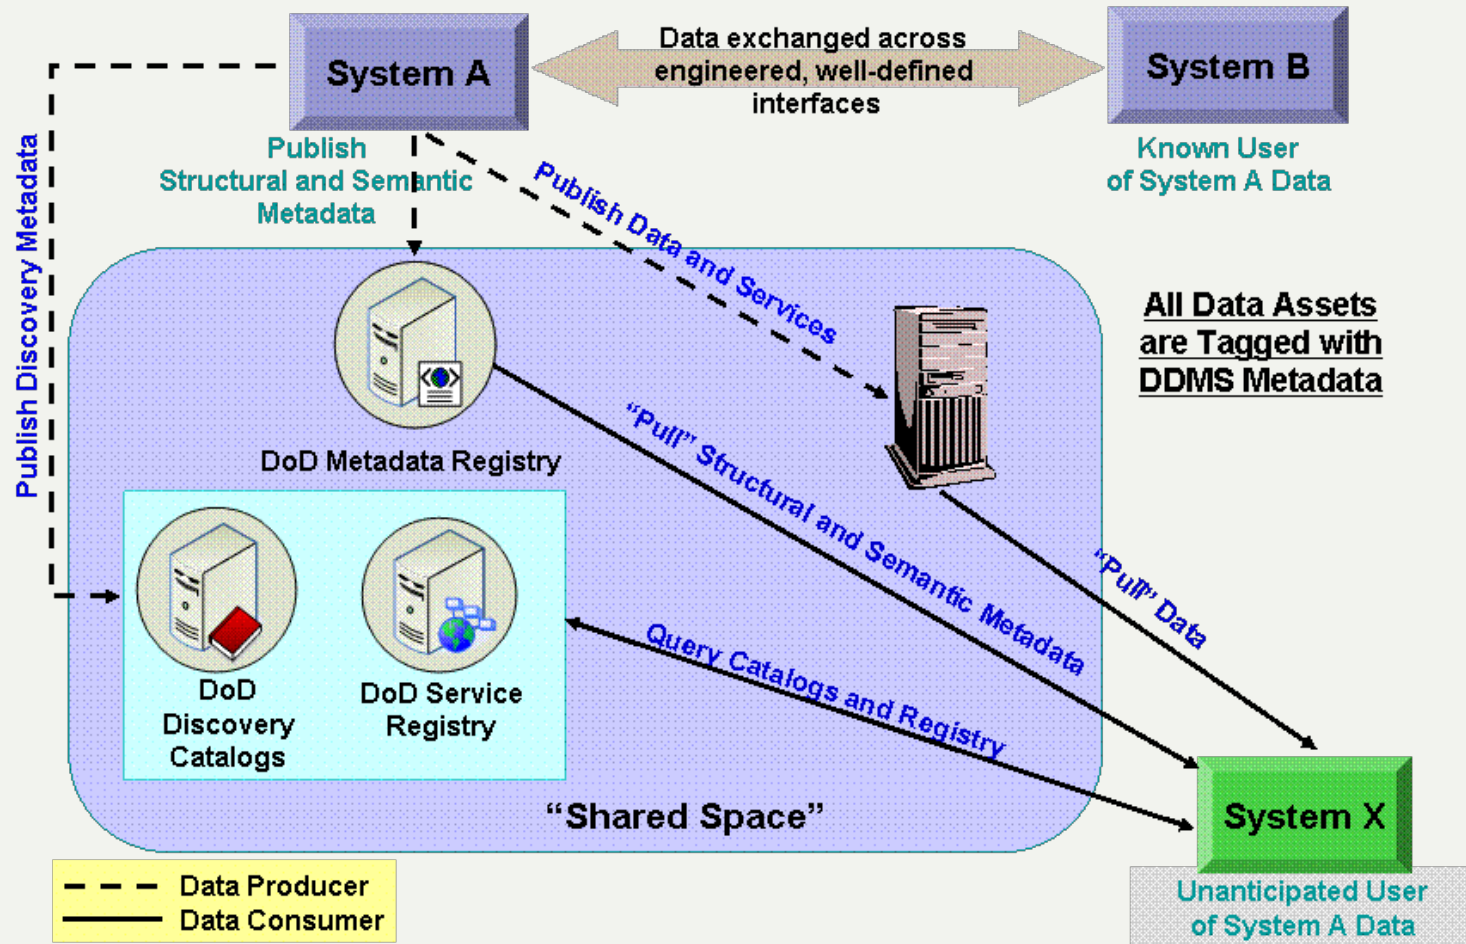 System A
Data exchanged across
engineered, well-defined
interfaces
System B
Publish
Structural and Semantic
Metadata
Known User
of System A Data
Publish Discovery Metadata
Publish Data and Services
All Data Assets
are Tagged with
DDMS Metadata
DoD Metadata Registry
“Pull” Structural and Semantic Metadata
“Pull” Data
Query Catalogs and Registry
DoD
Discovery
Catalogs
DoD Service
Registry
“Shared Space”
System X
Unanticipated User
of System A Data
Data Producer
Data Consumer